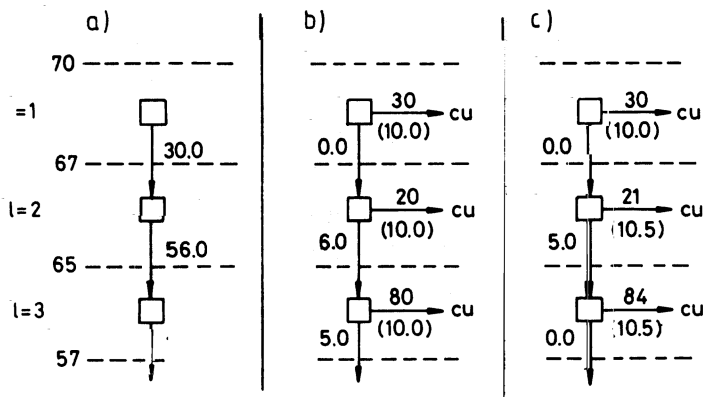 a) b) c)
70
=1 30 cu 30 cu
(10.0) (10.0)
30.0 0.0 0.0
67
l=2 20 cu 21 cu
(10.0) (10.5)
56.0 6.0 5.0
65
l=3 80 cu 84 cu
(10.0) (10.5)
5.0 0.0
57